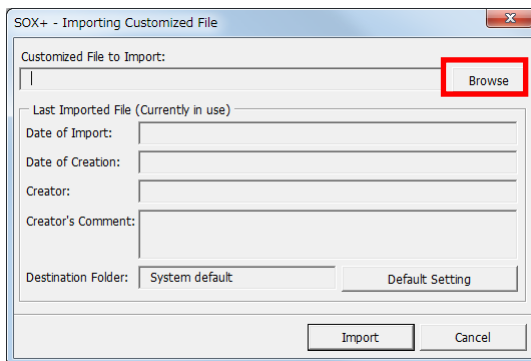 SOX+ - Importing Customized File
Customized File to Import:
Browse
Last Imported File (Currently in use)
Date of Import:
Date of Creation:
Creator:
Creator's Comment:
Destination Folder: System default Default Setting
Import Cancel